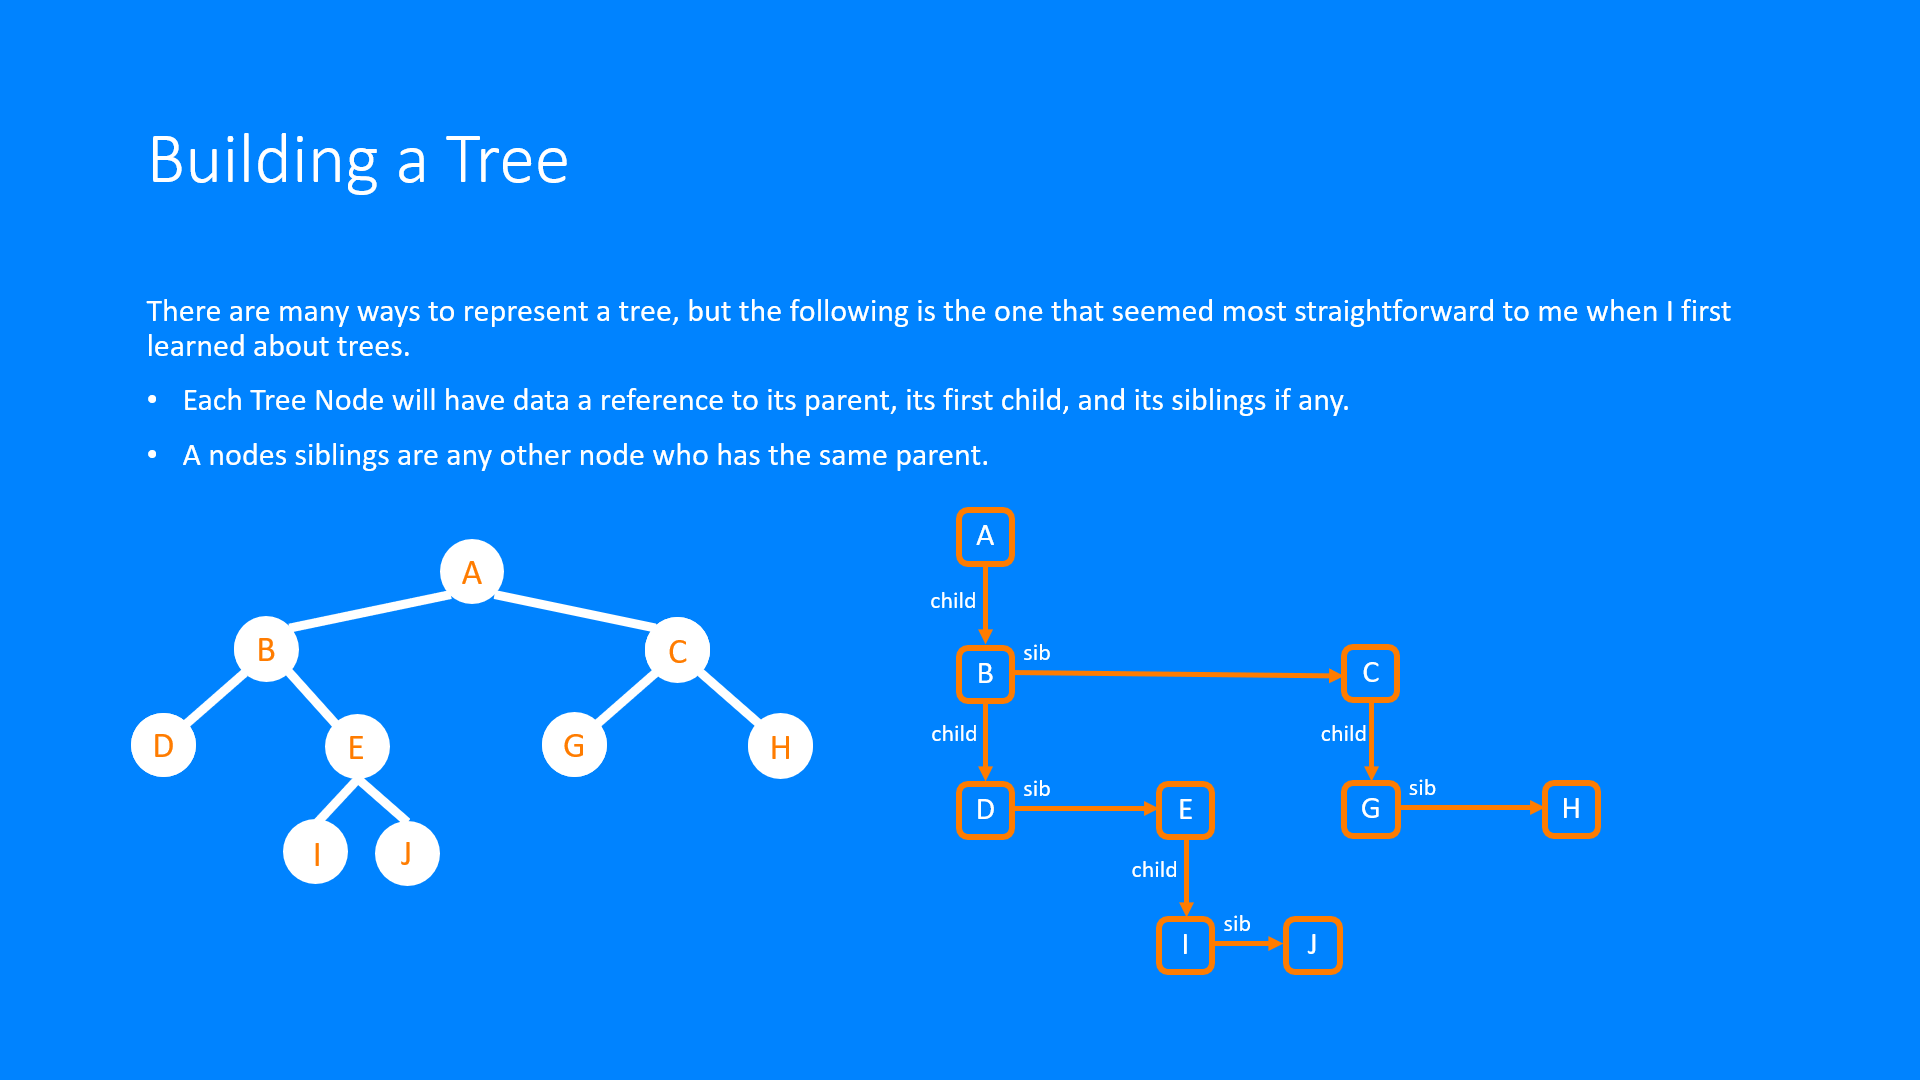 Building a Tree
There are many ways to represent a tree, but the following is the one that seemed most straightforward to me when I first
learned about trees.
• Each Tree Node will have data a reference to its parent, its first child, and its siblings if any.
• A nodes siblings are any other node who has the same parent.
A
B
C
D
E
G
H
I
J
A
child
B
sib
C
child
child
D
sib
E
G
sib
H
child
I
sib
J